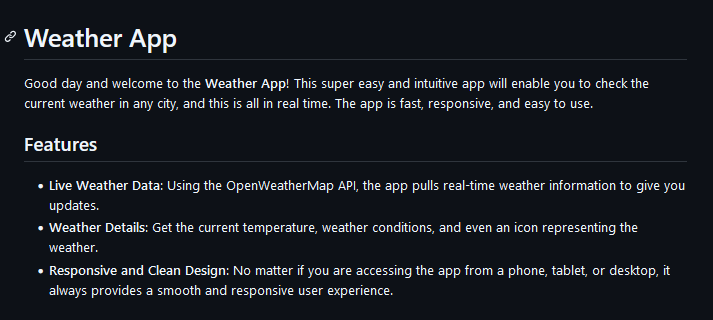 Weather App
Good day and welcome to the Weather App! This super easy and intuitive app will enable you to check the
current weather in any city, and this is all in real time. The app is fast, responsive, and easy to use.
Features
• Live Weather Data: Using the OpenWeatherMap API, the app pulls real-time weather information to give you
updates.
• Weather Details: Get the current temperature, weather conditions, and even an icon representing the
weather.
• Responsive and Clean Design: No matter if you are accessing the app from a phone, tablet, or desktop, it
always provides a smooth and responsive user experience.